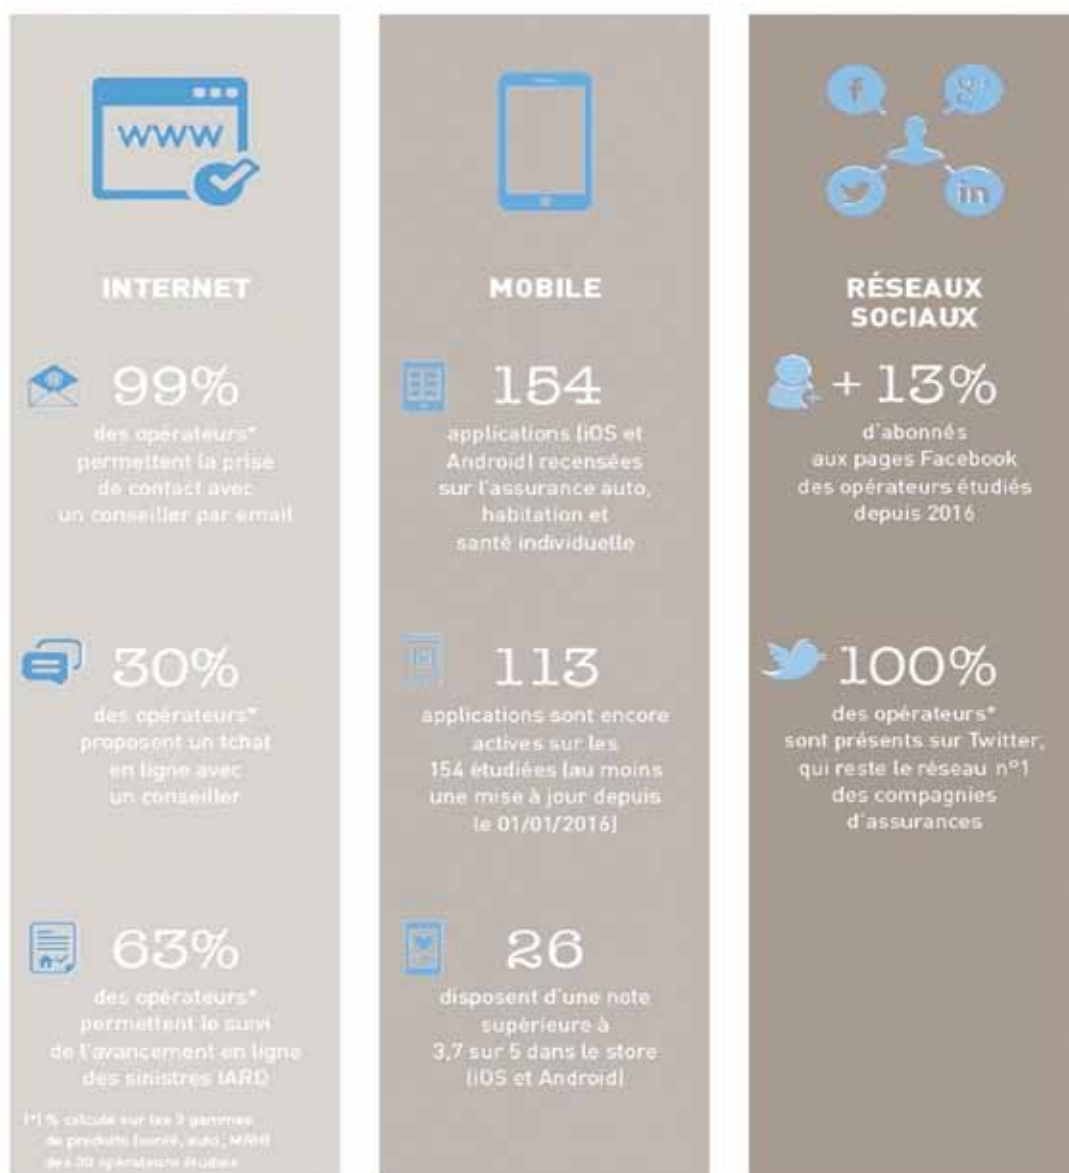 www
INTERNET
99%
des opérateurs*
permettent la prise
de contact avec
un conseiller par email
30%
des opérateurs*
proposent un tchat
en ligne avec
un conseiller
63%
des opérateurs*
permettent le suivi
de l'avancement en ligne
des sinistres IARD
(*) % calculé sur les 3 gammes
de produits (santé, auto, MRH)
des 30 opérateurs étudiés
MOBILE
154
applications (iOS et
Android) recensées
sur l'assurance auto,
habitation et
santé individuelle
113
applications sont encore
actives sur les
154 étudiées (au moins
une mise à jour depuis
le 01/01/2016)
26
disposent d'une note
supérieure à
3,7 sur 5 dans le store
(iOS et Android)
f
g+
in
RÉSEAUX
SOCIAUX
+ 13%
d'abonnés
aux pages Facebook
des opérateurs étudiés
depuis 2016
100%
des opérateurs*
sont présents sur Twitter,
qui reste le réseau n°1
des compagnies
d'assurances